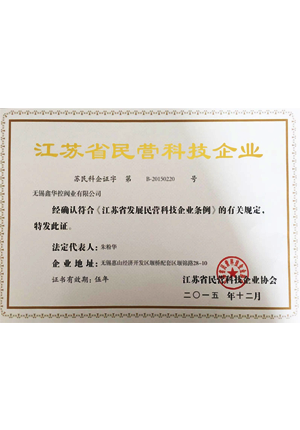 江苏省民营科技企业
苏民科企证字 第 B-20150220 号
无锡鑫华控阀业有限公司
经确认符合《江苏省发展民营科技企业条例》的有关规定，
特发此证。
法定代表人：朱粉华
企业地址：无锡惠山经济开发区堰桥配套区堰锦路28-10
证书有效期：伍年
江苏省民营科技企业协会
二〇一五年十二月